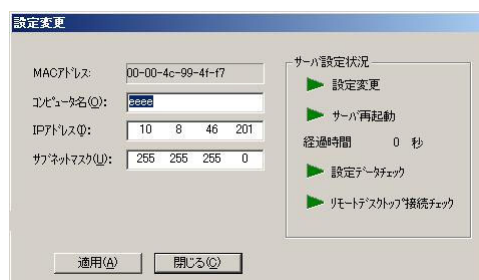 設定変更
MACｱﾄﾞﾚｽ: 00-00-4c-99-4f-f7
ｺﾝﾋﾟｭｰﾀ名(O): eeee
IPｱﾄﾞﾚｽ(I): 10 8 46 201
ｻﾌﾞﾈｯﾄﾏｽｸ(U): 255 255 255 0
適用(A) 閉じる(C)
サーバ設定状況
設定変更
サーバ再起動
経過時間 0 秒
設定ﾃﾞｰﾀﾁｪｯｸ
ﾘﾓｰﾄﾃﾞｽｸﾄｯﾌﾟ接続ﾁｪｯｸ